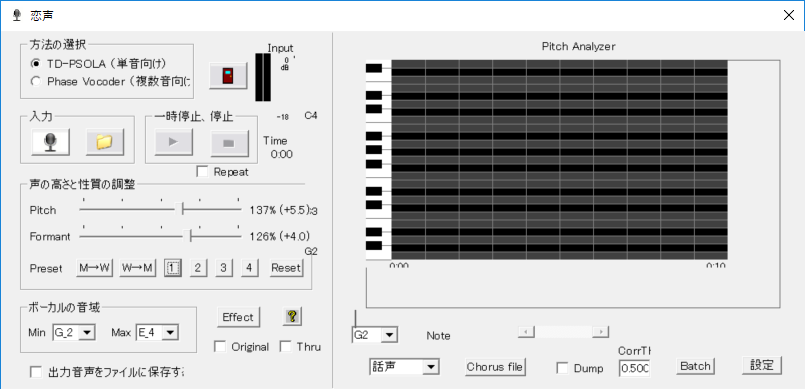 恋声
方法の選択
TD-PSOLA (単音向け)
Phase Vocoder (複数音向け
Input
0
dB
-18
C4
入力
一時停止、停止
Time
0:00
Repeat
声の高さと性質の調整
Pitch
137% (+5.5)
:3
Formant
126% (+4.0)
G2
Preset
M→W
W→M
1
2
3
4
Reset
ボーカルの音域
Min
G_2
Max
E_4
Effect
?
Original
Thru
出力音声をファイルに保存する
Pitch Analyzer
0:00
0:10
G2
Note
話声
Chorus file
Dump
CorrTh
0.500
Batch
設定